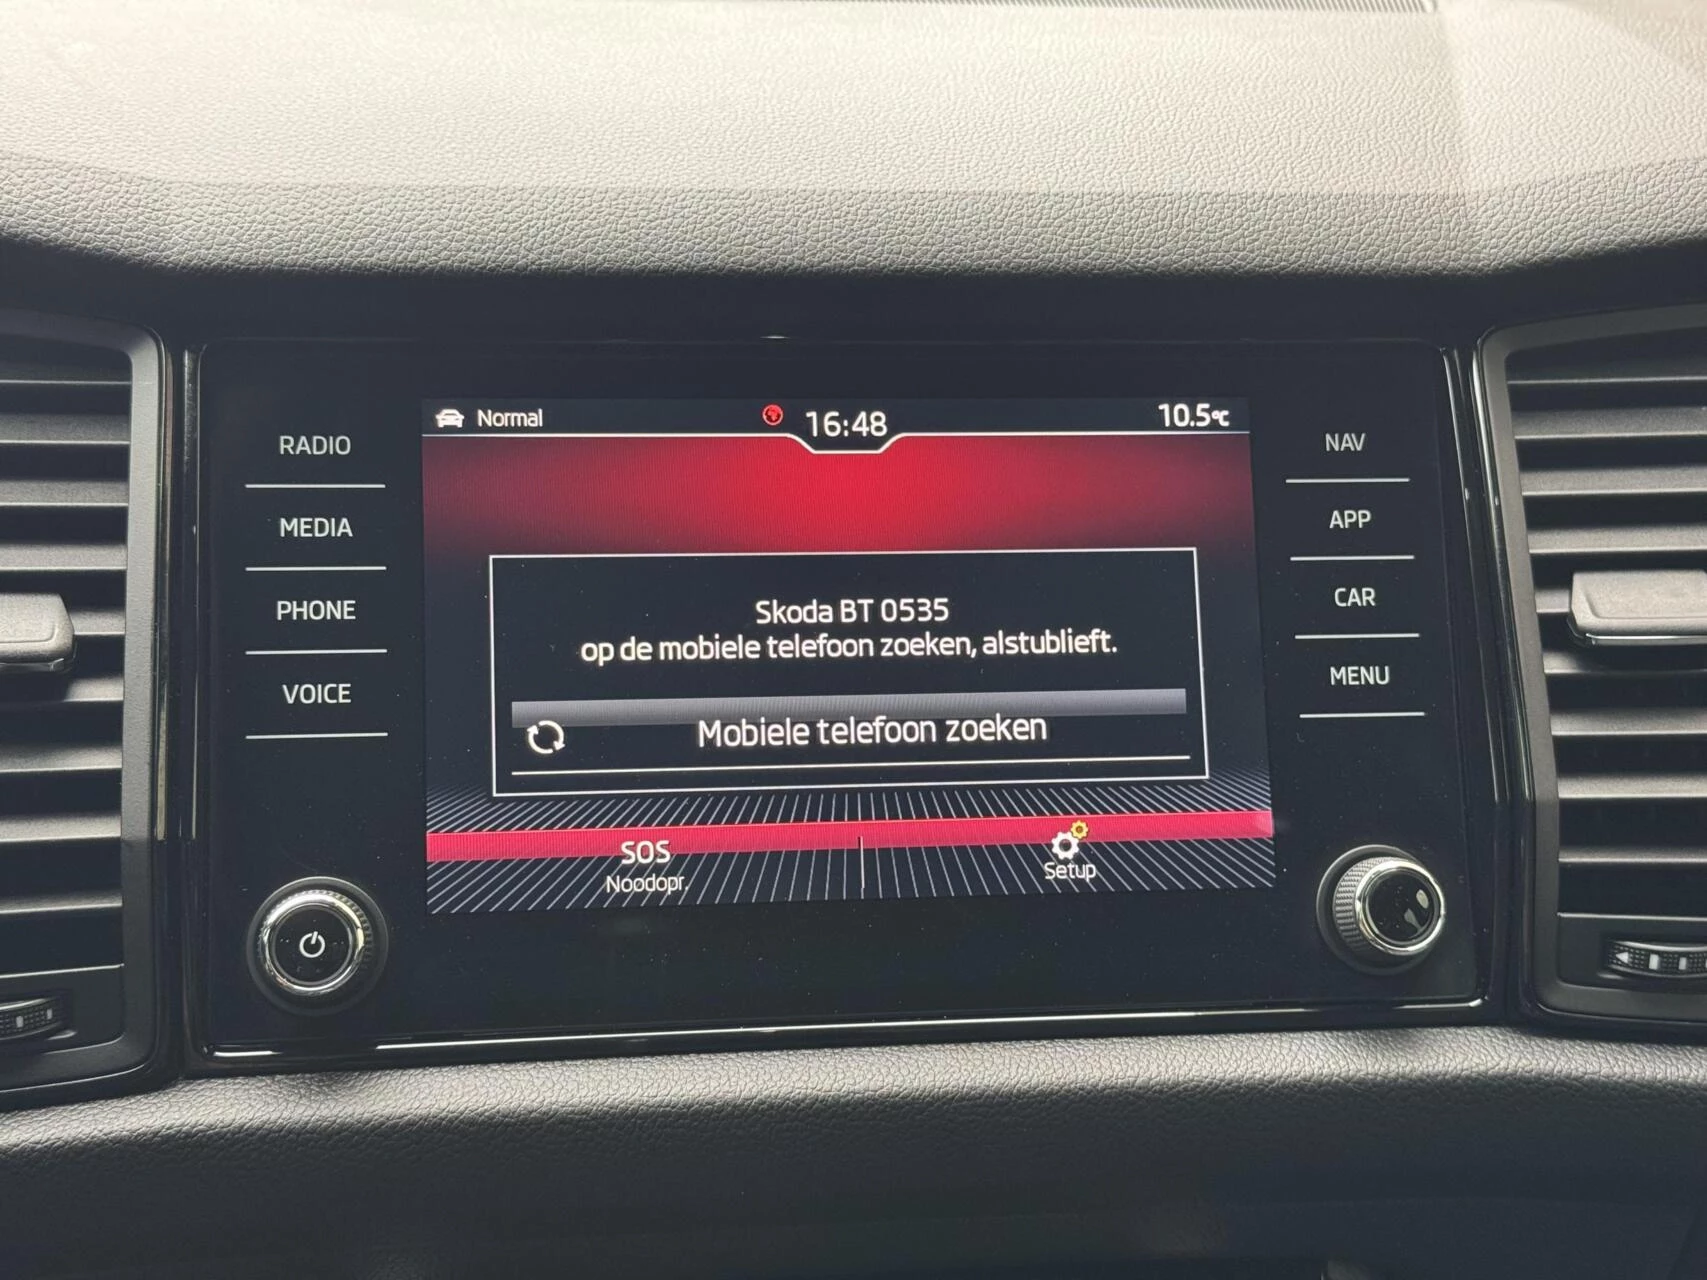 Normal
16:48
10.5°C
RADIO
MEDIA
PHONE
VOICE
NAV
APP
CAR
MENU
Skoda BT 0535
op de mobiele telefoon zoeken, alstublieft.
Mobiele telefoon zoeken
SOS
Noodopr.
Setup